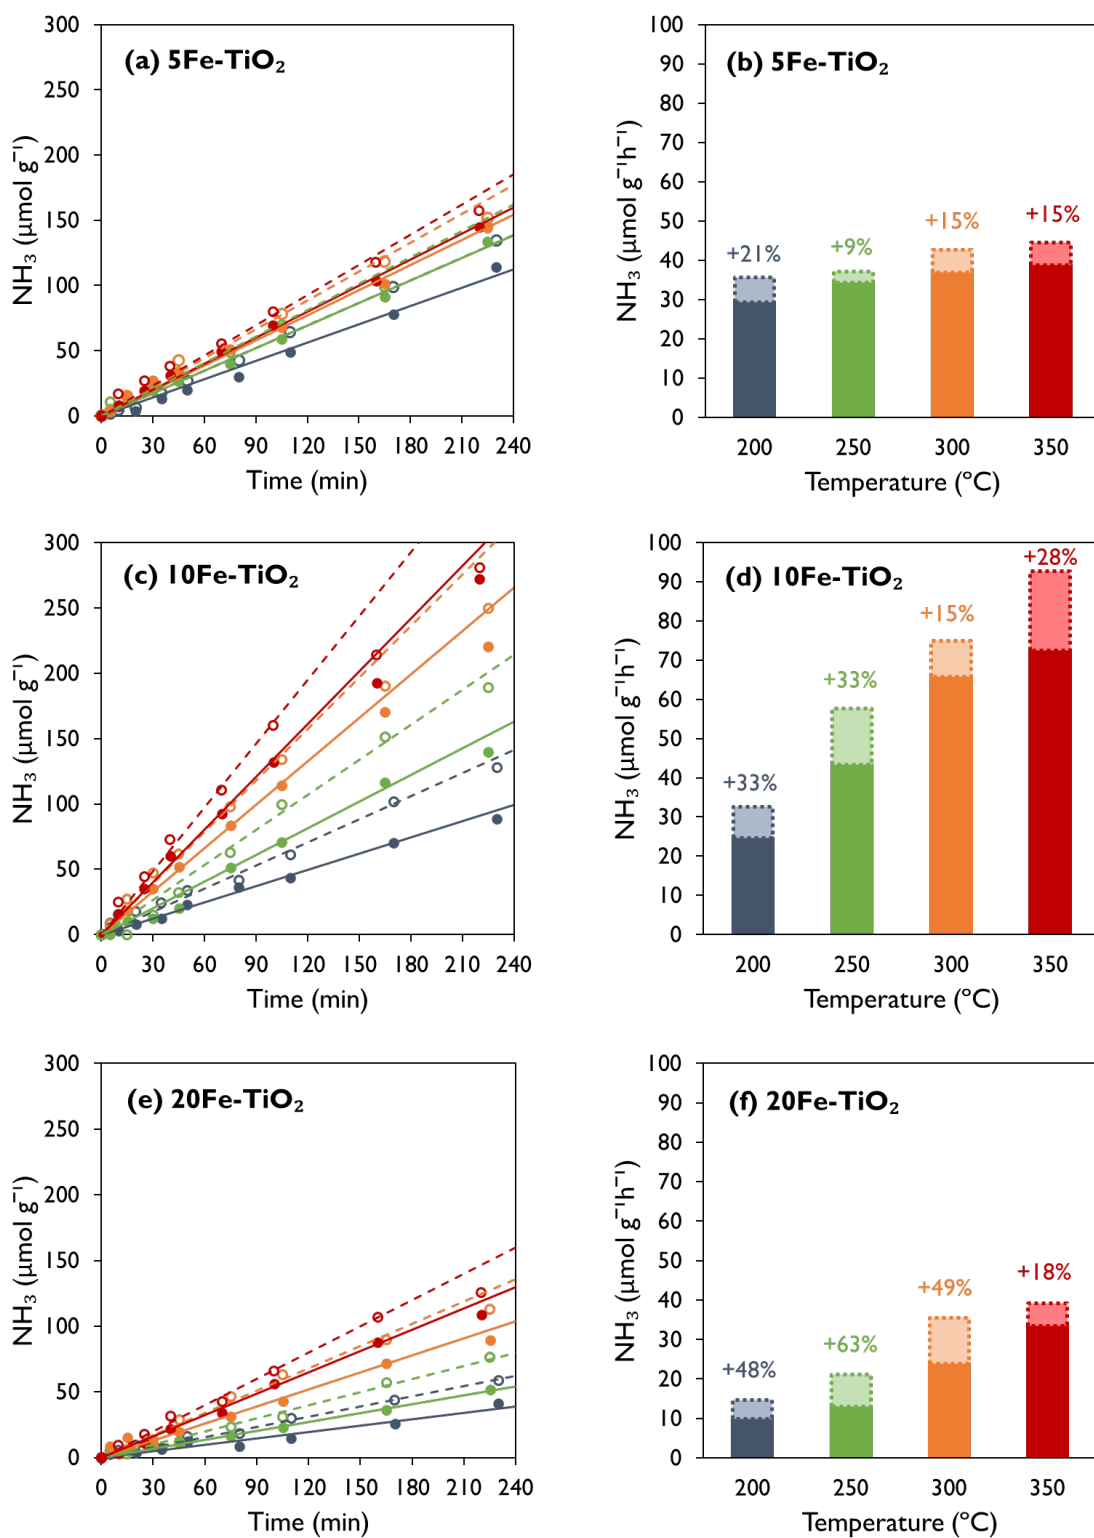 (a) 5Fe-TiO₂
NH₃ (μmol g⁻¹)
300
250
200
150
100
50
0
0 30 60 90 120 150 180 210 240
Time (min)
(b) 5Fe-TiO₂
NH₃ (μmol g⁻¹h⁻¹)
100
90
80
70
60
50
40
30
20
10
0
+21% +9% +15% +15%
200 250 300 350
Temperature (ºC)
(c) 10Fe-TiO₂
NH₃ (μmol g⁻¹)
300
250
200
150
100
50
0
0 30 60 90 120 150 180 210 240
Time (min)
(d) 10Fe-TiO₂
NH₃ (μmol g⁻¹h⁻¹)
100
90
80
70
60
50
40
30
20
10
0
+33% +33% +15% +28%
200 250 300 350
Temperature (ºC)
(e) 20Fe-TiO₂
NH₃ (μmol g⁻¹)
300
250
200
150
100
50
0
0 30 60 90 120 150 180 210 240
Time (min)
(f) 20Fe-TiO₂
NH₃ (μmol g⁻¹h⁻¹)
100
90
80
70
60
50
40
30
20
10
0
+48% +63% +49% +18%
200 250 300 350
Temperature (ºC)